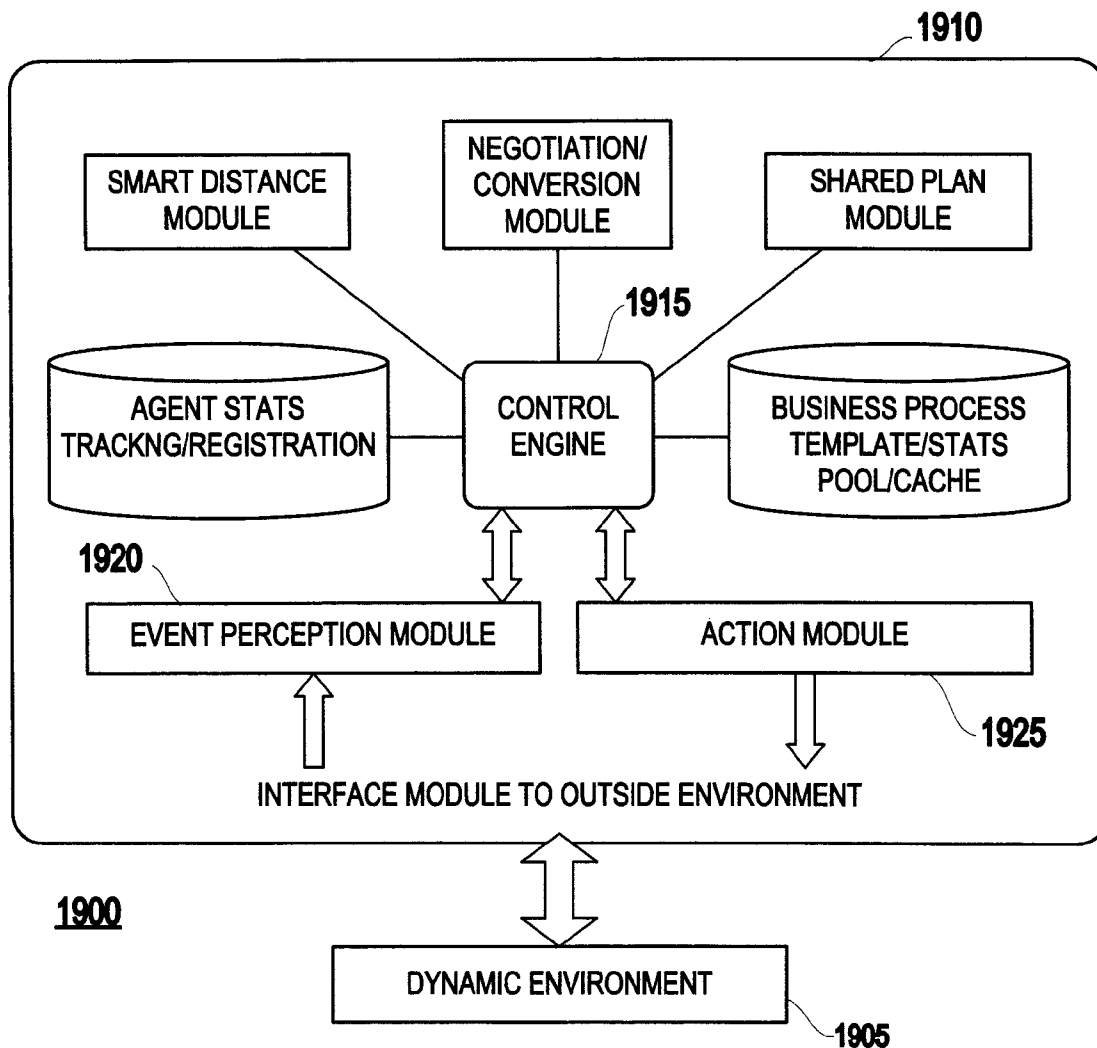 1910
SMART DISTANCE
MODULE
NEGOTIATION/
CONVERSION
MODULE
SHARED PLAN
MODULE
1915
AGENT STATS
TRACKNG/REGISTRATION
CONTROL
ENGINE
BUSINESS PROCESS
TEMPLATE/STATS
POOL/CACHE
1920
EVENT PERCEPTION MODULE
ACTION MODULE
1925
INTERFACE MODULE TO OUTSIDE ENVIRONMENT
1900
DYNAMIC ENVIRONMENT
1905